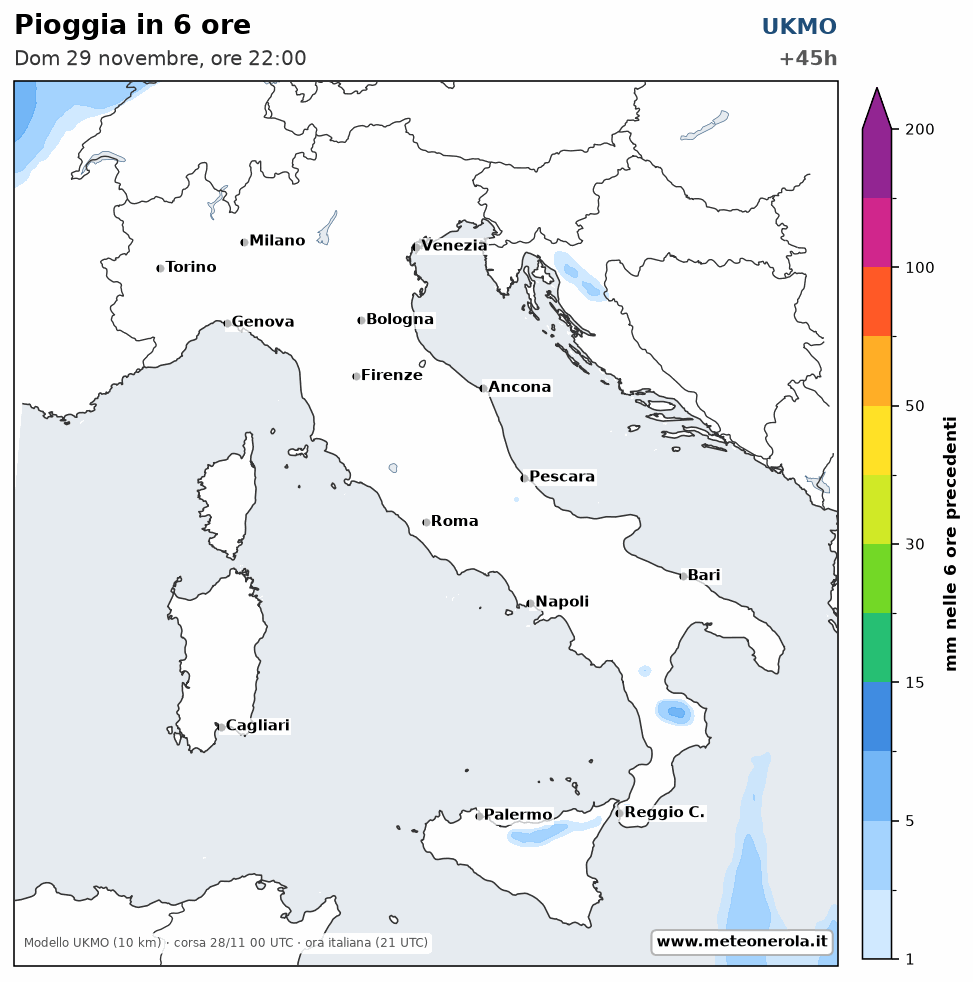 Pioggia in 6 ore
UKMO
Dom 29 novembre, ore 22:00
+45h
200
Milano
Venezia
Torino
100
Genova
Bologna
Firenze
Ancona
50
mm nelle 6 ore precedenti
Pescara
Roma
30
Bari
Napoli
15
Cagliari
Palermo
Reggio C.
5
Modello UKMO (10 km) · corsa 28/11 00 UTC · ora italiana (21 UTC)
www.meteonerola.it
1